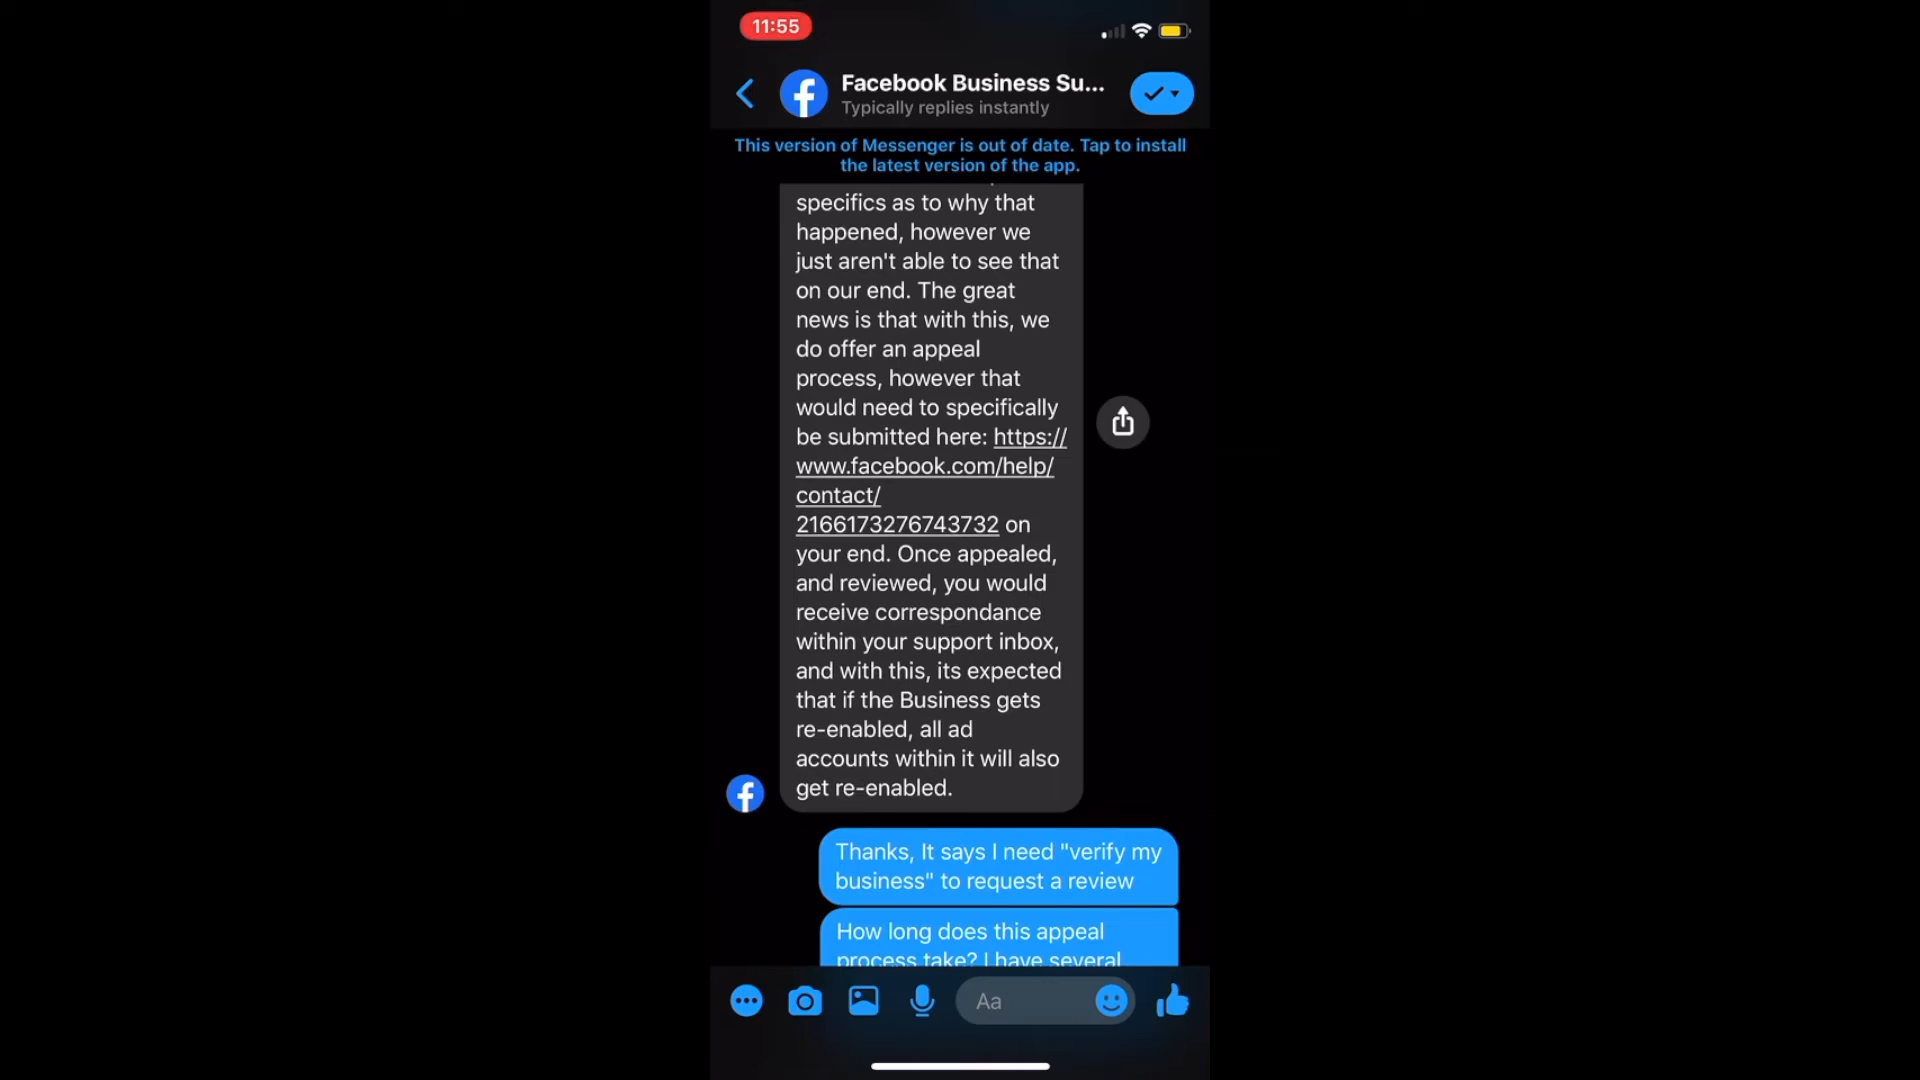 11:55
Facebook Business Su...
Typically replies instantly
This version of Messenger is out of date. Tap to install
the latest version of the app.
specifics as to why that
happened, however we
just aren't able to see that
on our end. The great
news is that with this, we
do offer an appeal
process, however that
would need to specifically
be submitted here: https://
www.facebook.com/help/
contact/
2166173276743732 on
your end. Once appealed,
and reviewed, you would
receive correspondance
within your support inbox,
and with this, its expected
that if the Business gets
re-enabled, all ad
accounts within it will also
get re-enabled.
Thanks, It says I need "verify my
business" to request a review
How long does this appeal
process take? I have several
Aa